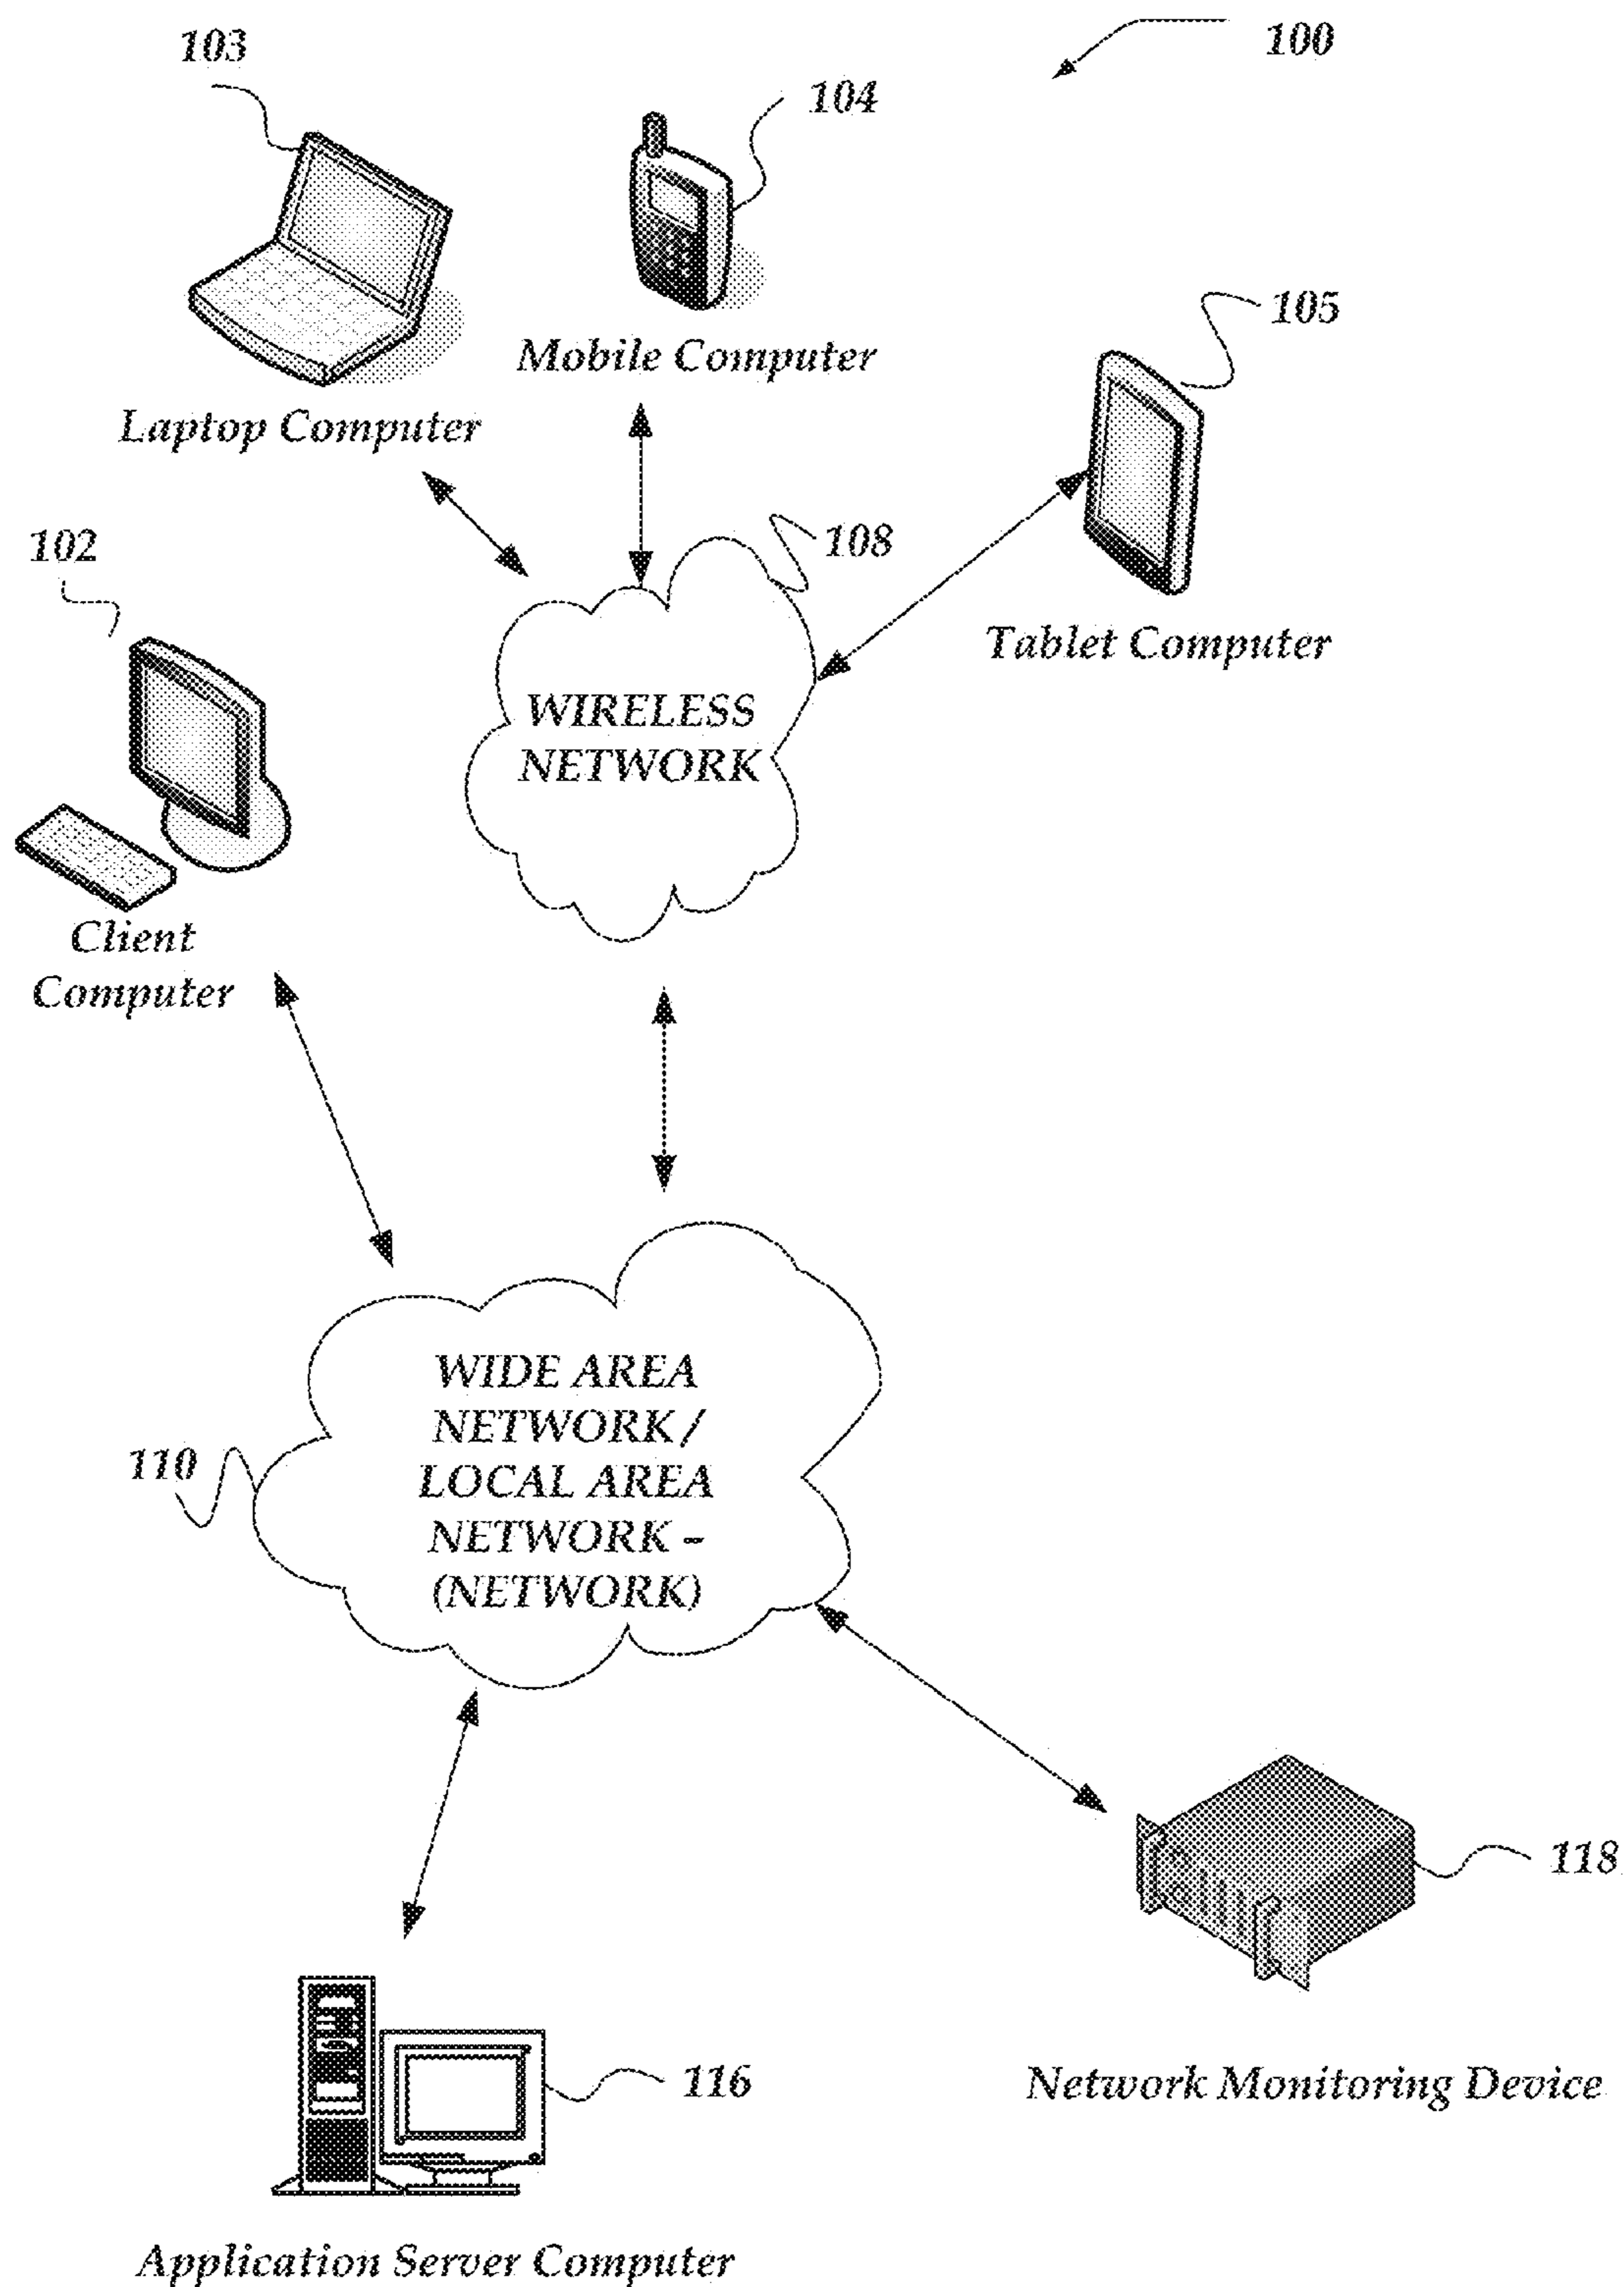 103
100
104
105
Mobile Computer
Laptop Computer
102
108
Tablet Computer
WIRELESS
NETWORK
Client
Computer
WIDE AREA
NETWORK /
LOCAL AREA
NETWORK –
(NETWORK)
110
118
116
Network Monitoring Device
Application Server Computer